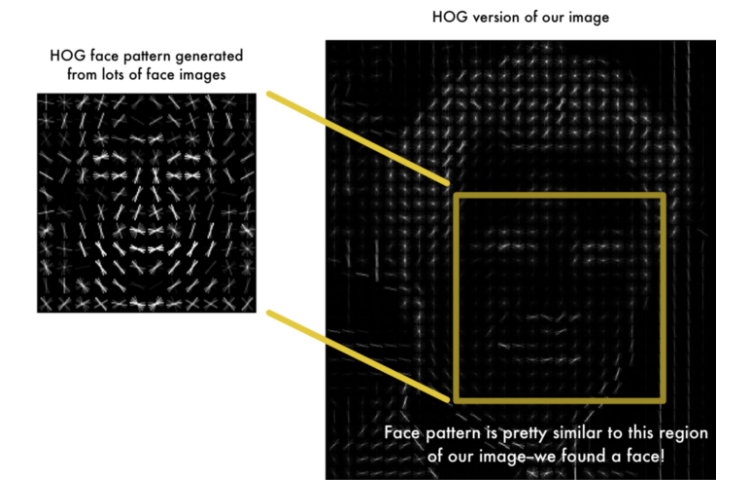 HOG version of our image
HOG face pattern generated
from lots of face images
Face pattern is pretty similar to this region
of our image–we found a face!